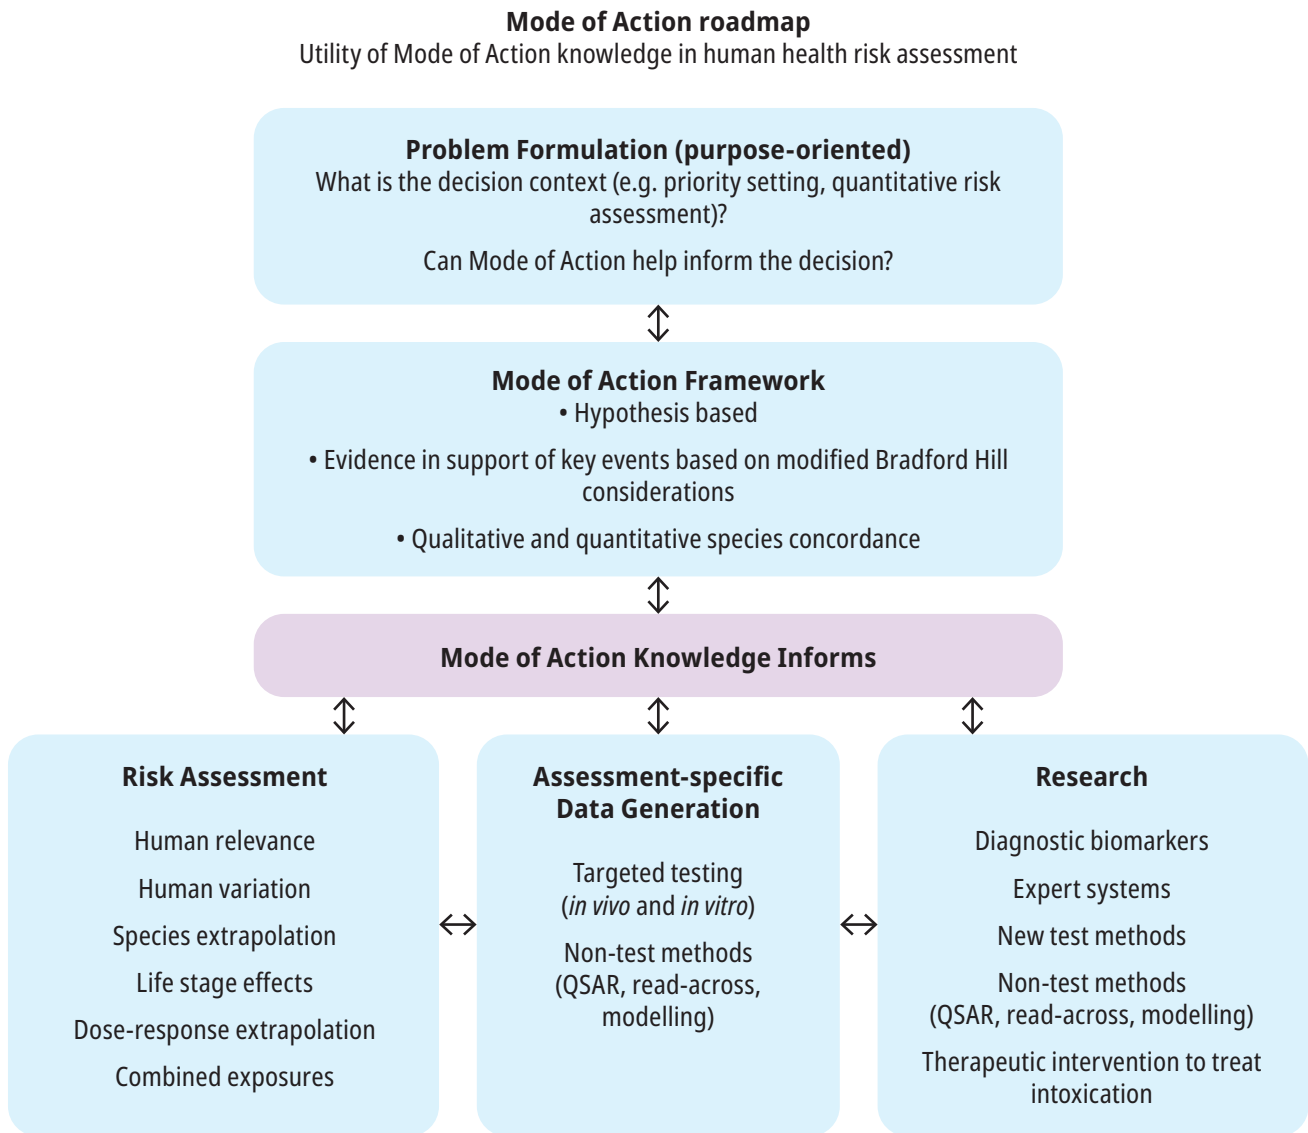 Mode of Action roadmap
Utility of Mode of Action knowledge in human health risk assessment
Problem Formulation (purpose-oriented)
What is the decision context (e.g. priority setting, quantitative risk
assessment)?
Can Mode of Action help inform the decision?
Mode of Action Framework
• Hypothesis based
• Evidence in support of key events based on modified Bradford Hill
considerations
• Qualitative and quantitative species concordance
Mode of Action Knowledge Informs
Risk Assessment
Human relevance
Human variation
Species extrapolation
Life stage effects
Dose-response extrapolation
Combined exposures
Assessment-specific
Data Generation
Targeted testing
(in vivo and in vitro)
Non-test methods
(QSAR, read-across,
modelling)
Research
Diagnostic biomarkers
Expert systems
New test methods
Non-test methods
(QSAR, read-across, modelling)
Therapeutic intervention to treat
intoxication